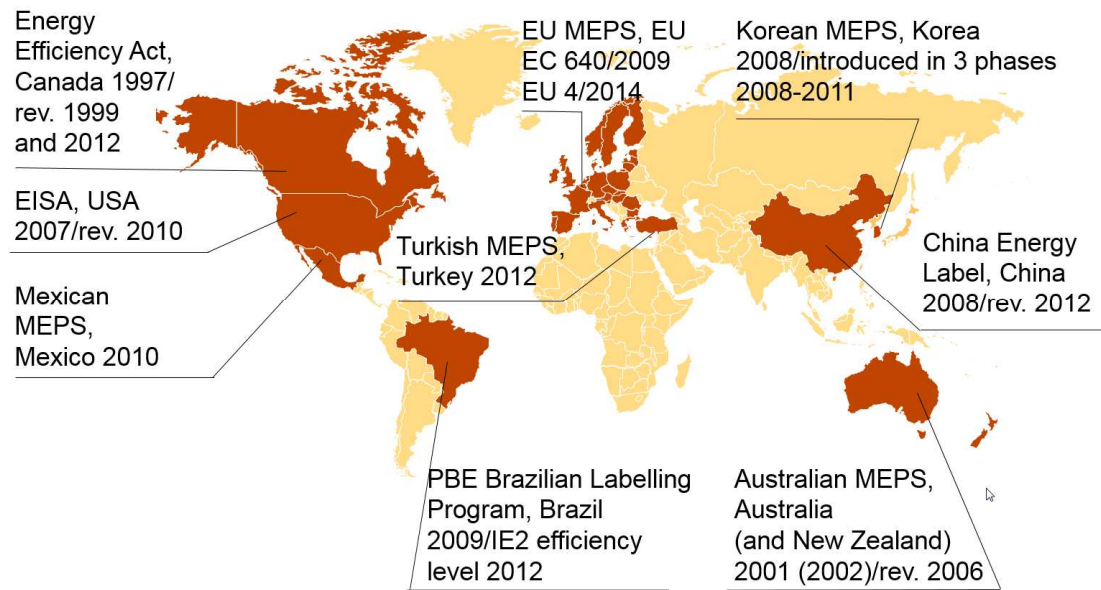 Energy
Efficiency Act,
Canada 1997/
rev. 1999
and 2012
EISA, USA
2007/rev. 2010
Mexican
MEPS,
Mexico 2010
EU MEPS, EU
EC 640/2009
EU 4/2014
Korean MEPS, Korea
2008/introduced in 3 phases
2008-2011
Turkish MEPS,
Turkey 2012
China Energy
Label, China
2008/rev. 2012
PBE Brazilian Labelling
Program, Brazil
2009/IE2 efficiency
level 2012
Australian MEPS,
Australia
(and New Zealand)
2001 (2002)/rev. 2006